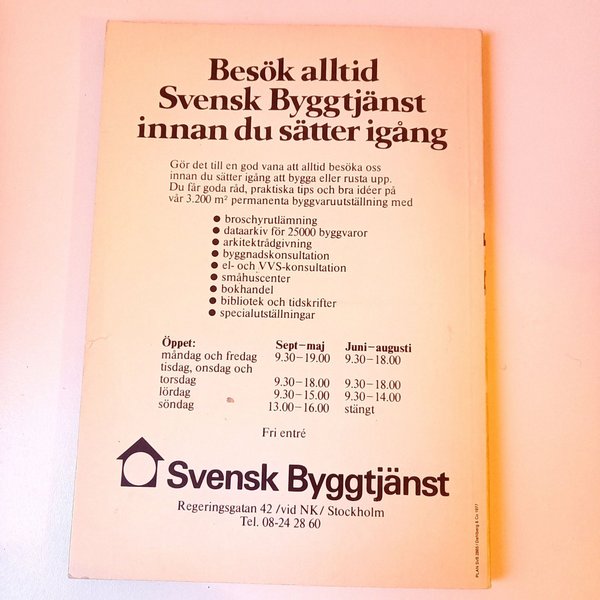 Besök alltid
Svensk Byggtjänst
innan du sätter igång
Gör det till en god vana att alltid besöka oss
innan du sätter igång att bygga eller rusta upp.
Du får goda råd, praktiska tips och bra idéer på
vår 3.200 m² permanenta byggvaruutställning med
● broschyrutlämning
● dataarkiv för 25000 byggvaror
● arkitektrådgivning
● byggnadskonsultation
● el- och VVS-konsultation
● småhuscenter
● bokhandel
● bibliotek och tidskrifter
● specialutställningar
Öppet: Sept–maj Juni–augusti
måndag och fredag 9.30–19.00 9.30–18.00
tisdag, onsdag och
torsdag 9.30–18.00 9.30–18.00
lördag 9.30–15.00 9.30–14.00
söndag 13.00–16.00 stängt
Fri entré
Svensk Byggtjänst
Regeringsgatan 42 /vid NK/ Stockholm
Tel. 08-24 28 60